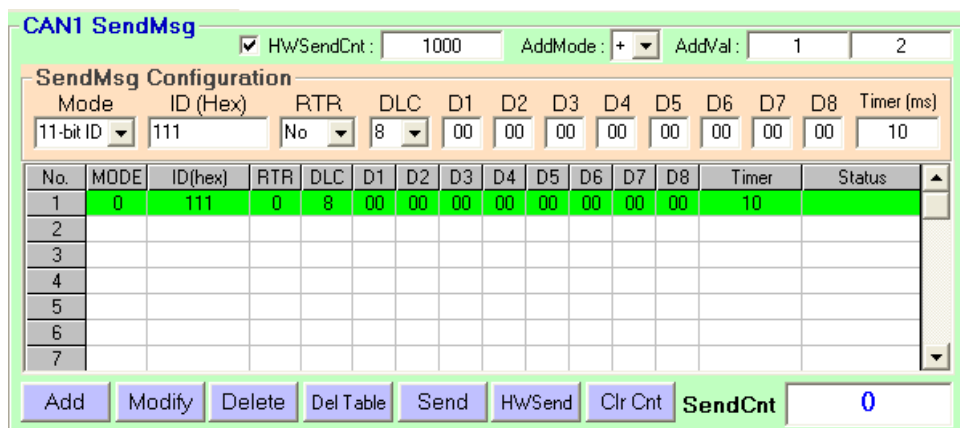 CAN1 SendMsg
HWSendCnt : 1000 AddMode : + AddVal : 1 2
SendMsg Configuration
Mode ID (Hex) RTR DLC D1 D2 D3 D4 D5 D6 D7 D8 Timer (ms)
11-bit ID 111 No 8 00 00 00 00 00 00 00 00 10
No. MODE ID(hex) RTR DLC D1 D2 D3 D4 D5 D6 D7 D8 Timer Status
1 0 111 0 8 00 00 00 00 00 00 00 00 10
2
3
4
5
6
7
Add Modify Delete Del Table Send HWSend Clr Cnt SendCnt 0